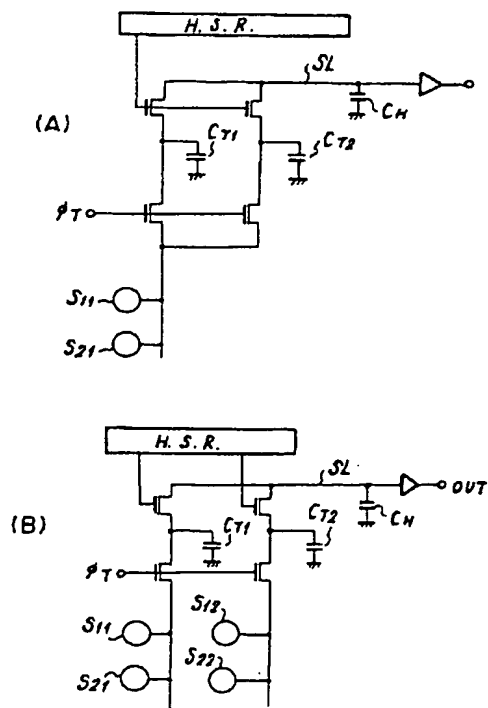 H. S. R.
SL
(A)
CT1
CT2
CH
φT
S11
S21
H. S. R.
SL
OUT
(B)
CT1
CT2
CH
φT
S11
S12
S21
S22